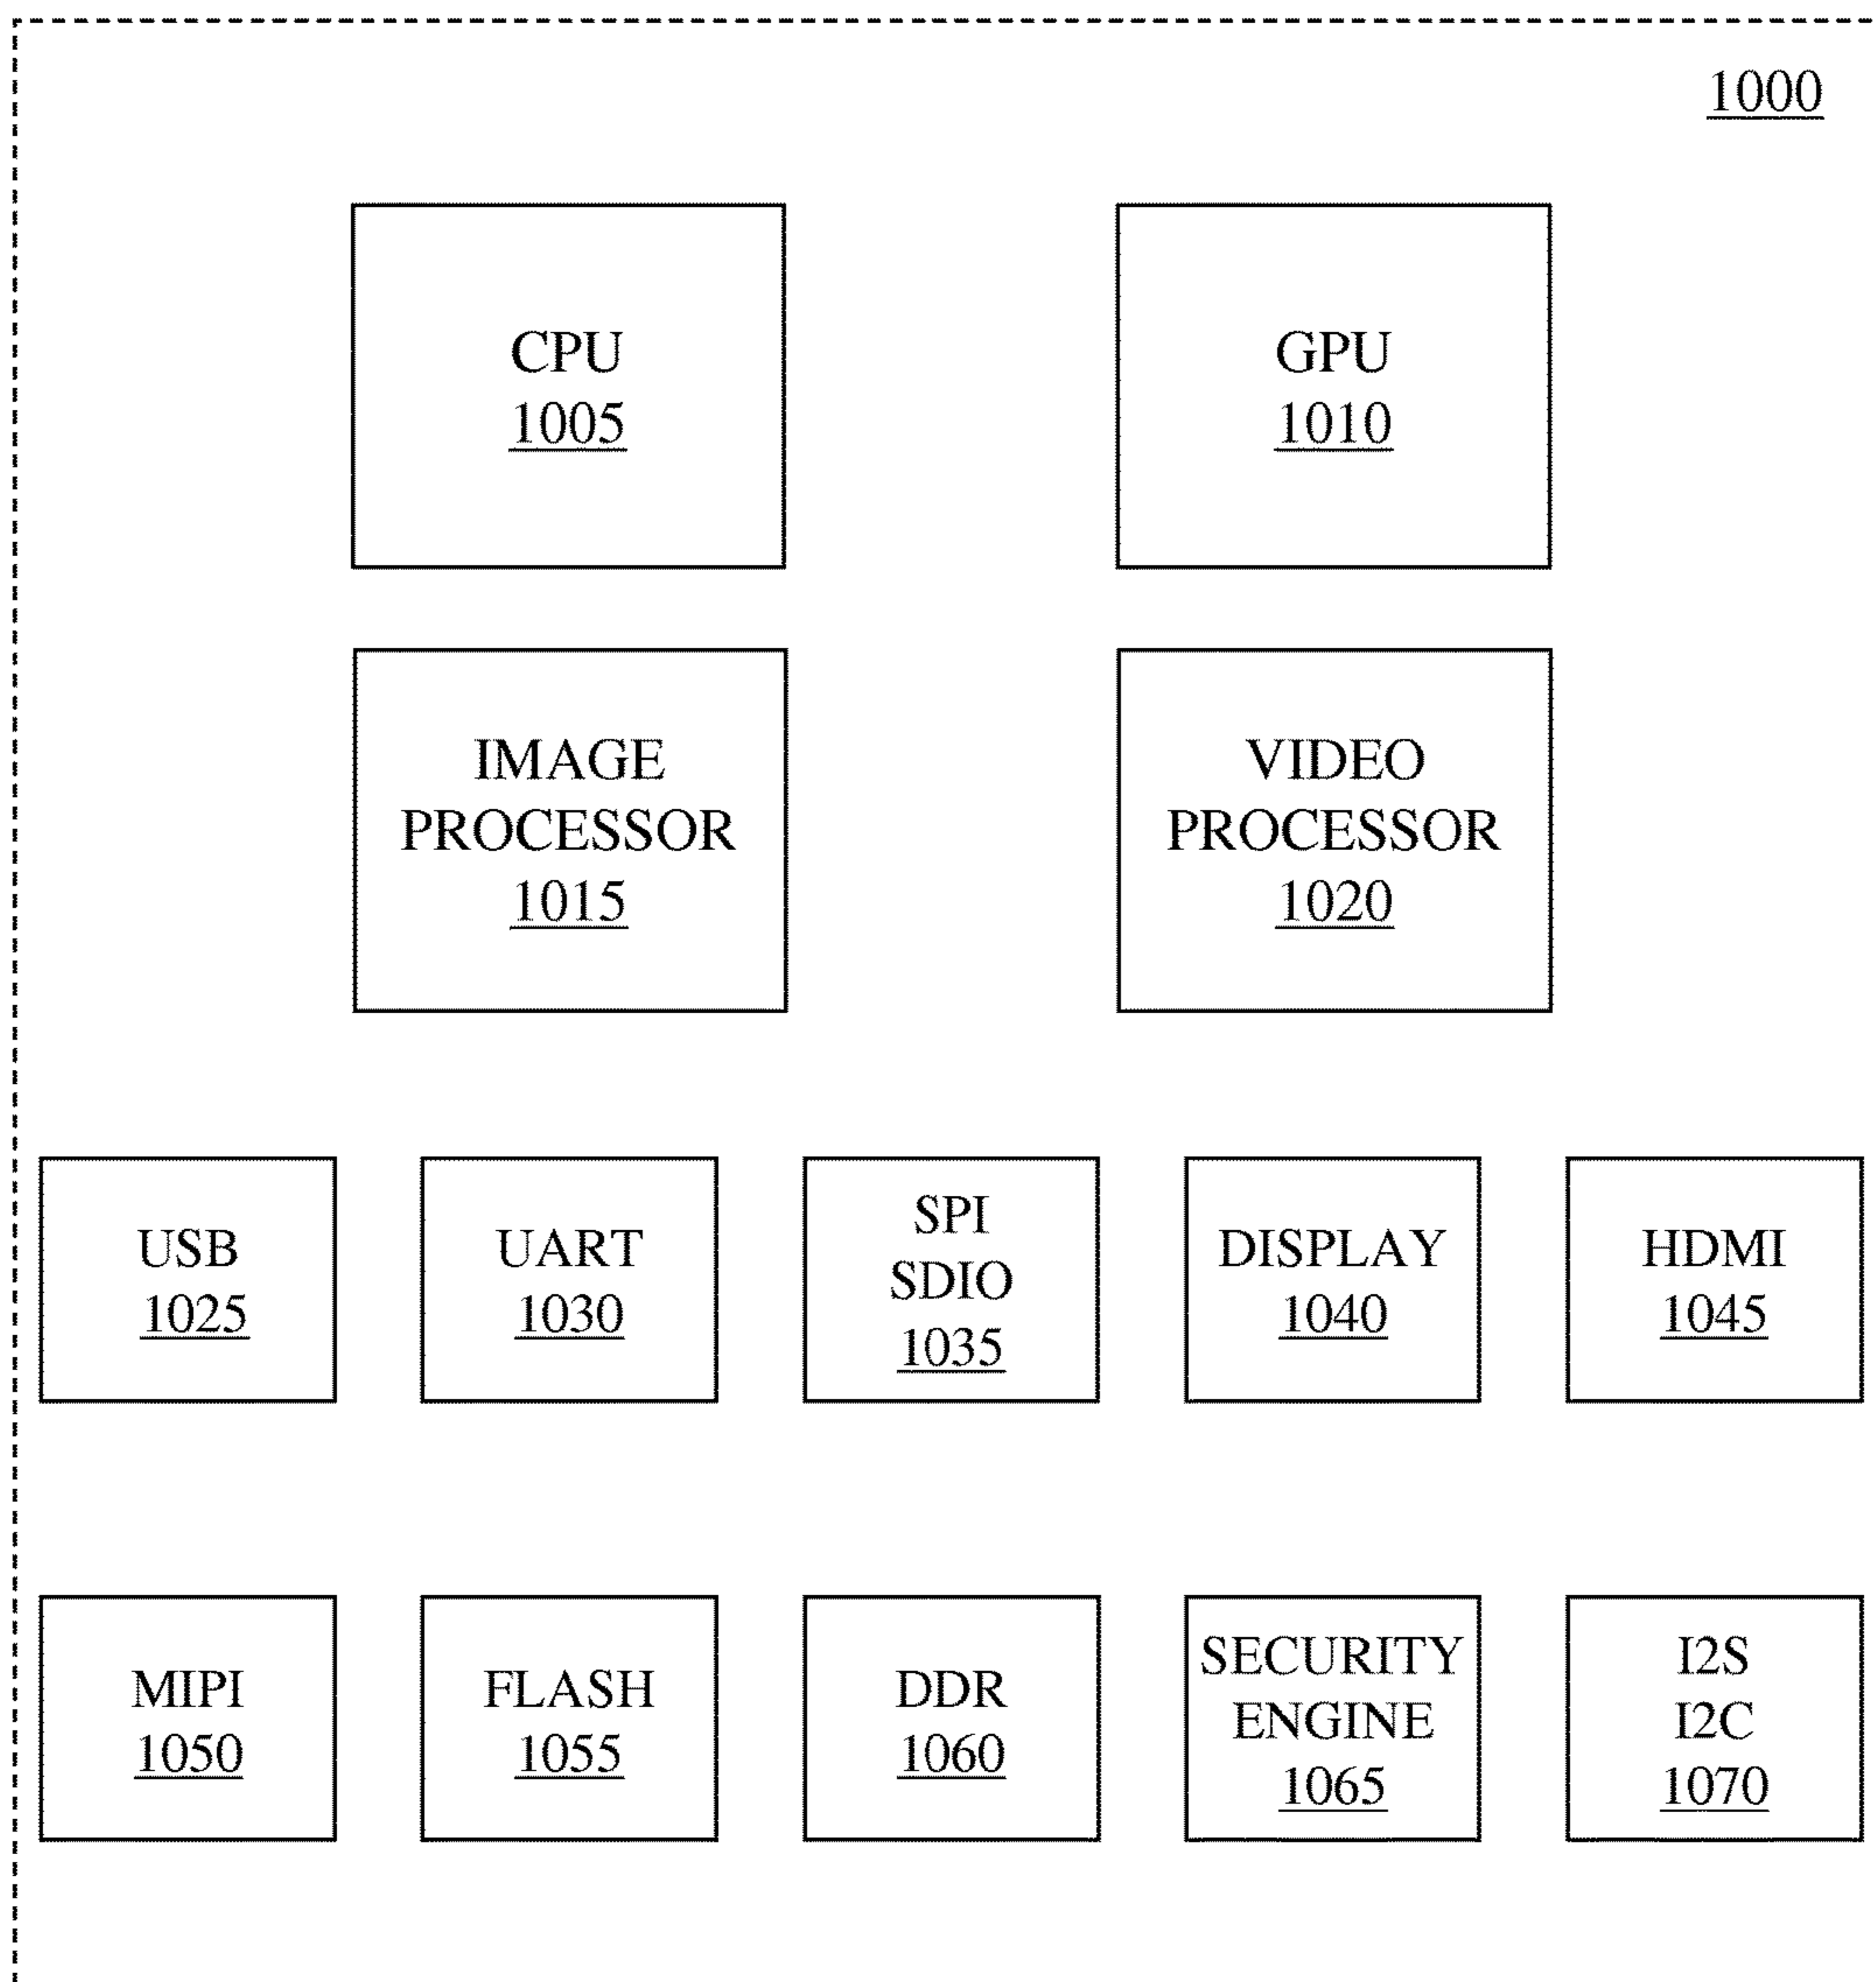 1000
CPU
1005
GPU
1010
IMAGE
PROCESSOR
1015
VIDEO
PROCESSOR
1020
USB
1025
UART
1030
SPI
SDIO
1035
DISPLAY
1040
HDMI
1045
MIPI
1050
FLASH
1055
DDR
1060
SECURITY
ENGINE
1065
I2S
I2C
1070